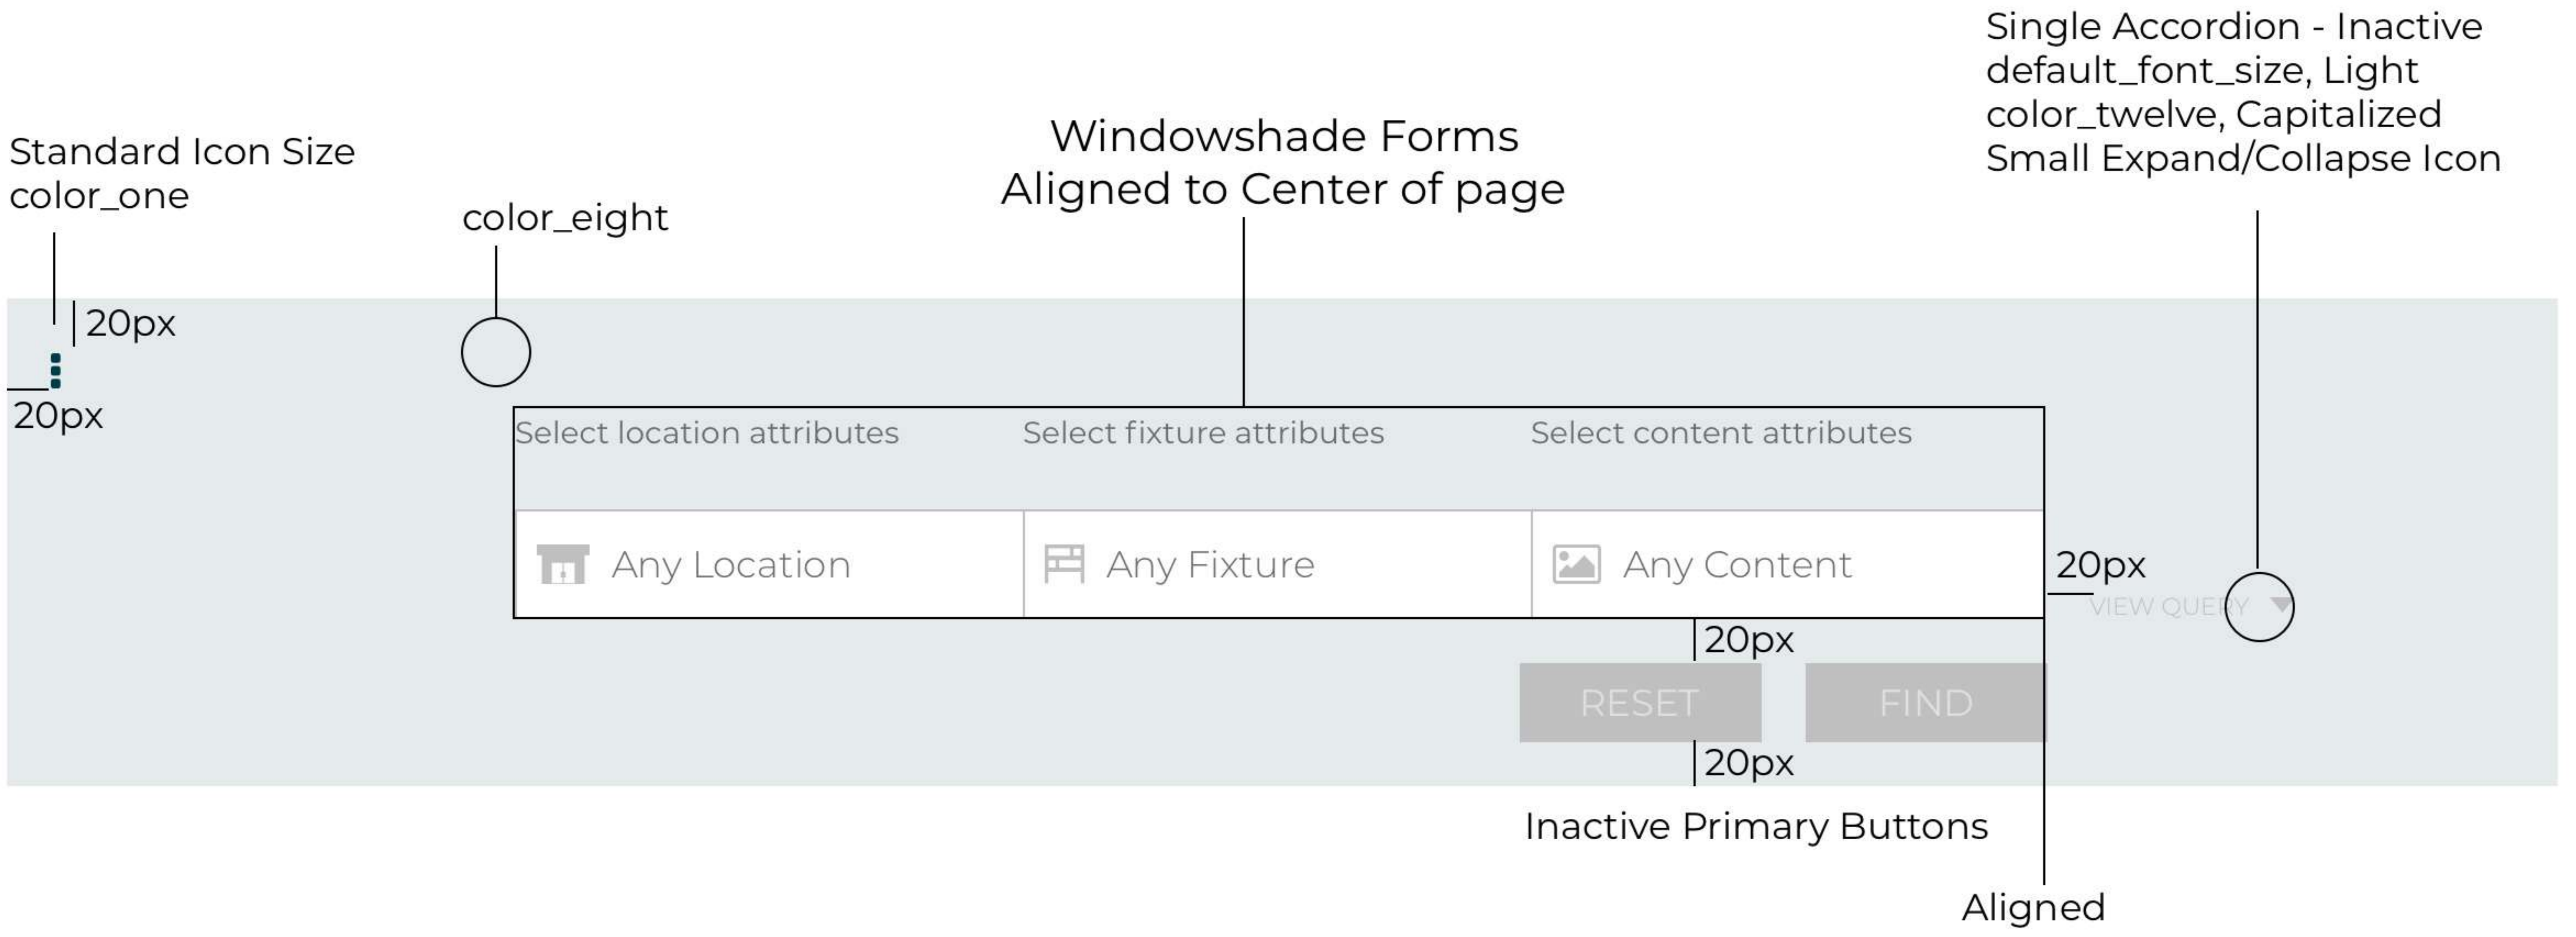 Single Accordion - Inactive
default_font_size, Light
color_twelve, Capitalized
Small Expand/Collapse Icon
Windowshade Forms
Aligned to Center of page
Standard Icon Size
color_one
color_eight
20px
20px
Select location attributes
Select fixture attributes
Select content attributes
Any Location
Any Fixture
Any Content
20px
VIEW QUERY
20px
RESET
FIND
20px
Inactive Primary Buttons
Aligned